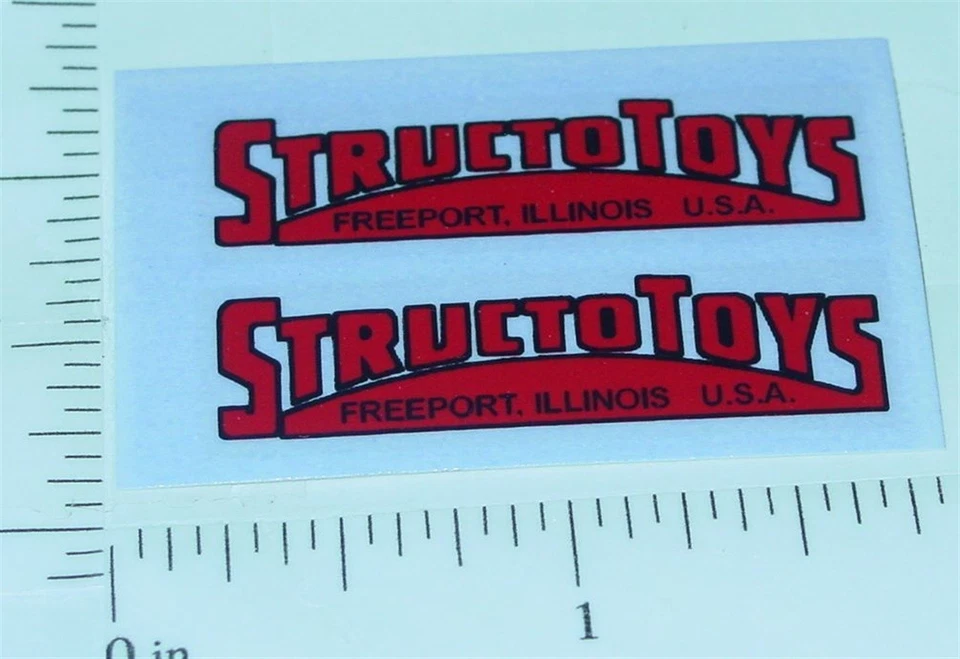 STRUCTOTOYS
FREEPORT, ILLINOIS U.S.A.
STRUCTOTOYS
FREEPORT, ILLINOIS U.S.A.
1
0 in